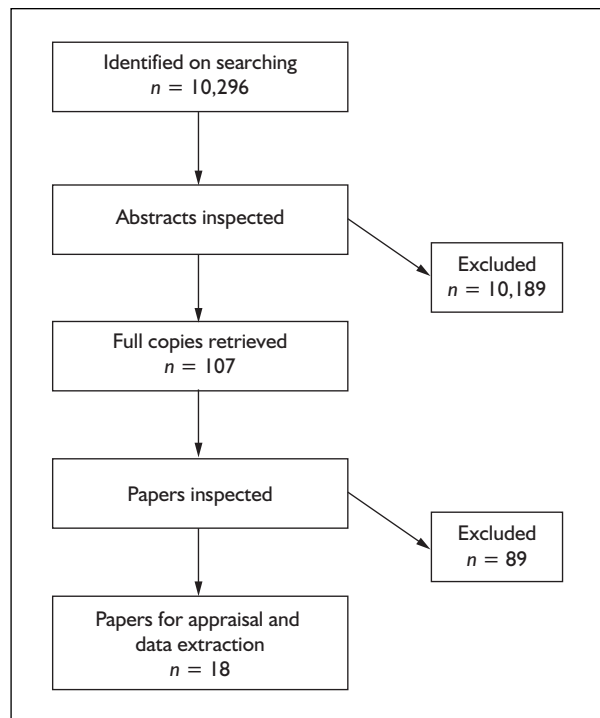 Identified on searching
n = 10,296
Abstracts inspected
Excluded
n = 10,189
Full copies retrieved
n = 107
Papers inspected
Excluded
n = 89
Papers for appraisal and
data extraction
n = 18